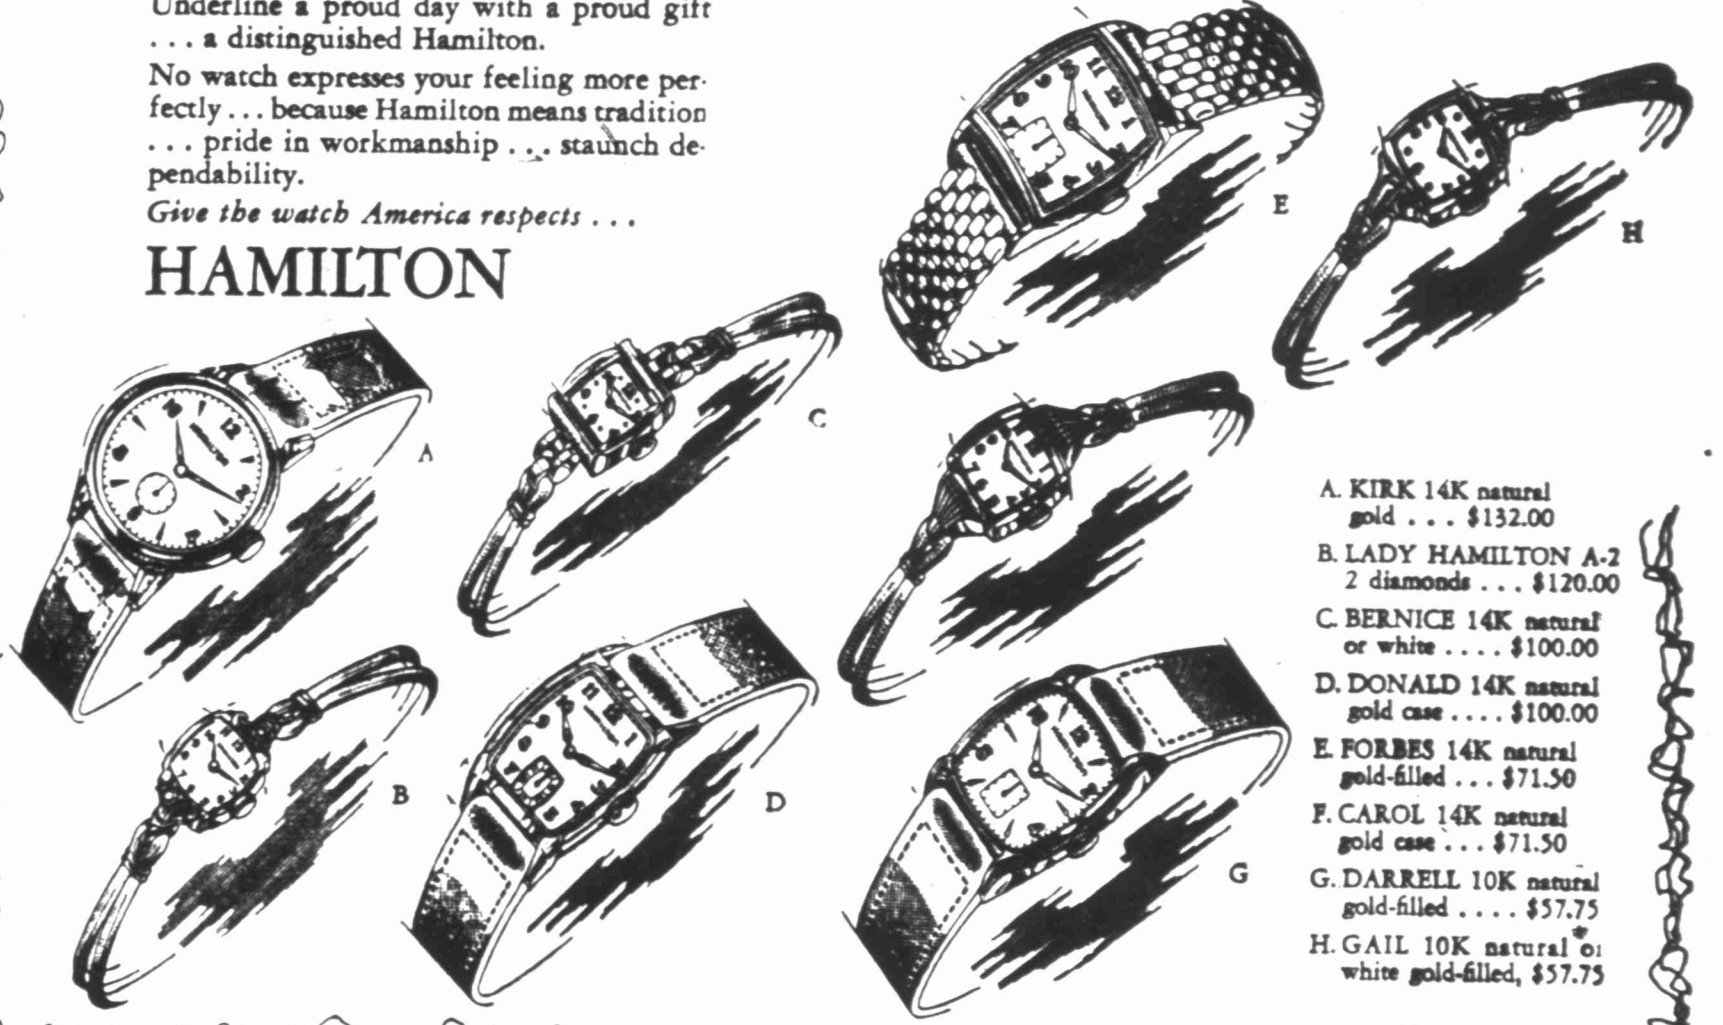 Underline a proud day with a proud gift
... a distinguished Hamilton.
No watch expresses your feeling more per-
fectly ... because Hamilton means tradition
... pride in workmanship ... staunch de-
pendability.
Give the watch America respects ...
HAMILTON
E
H
A
C
B
D
G
A. KIRK 14K natural
gold ... $132.00
B. LADY HAMILTON A-2
2 diamonds ... $120.00
C. BERNICE 14K natural
or white .... $100.00
D. DONALD 14K natural
gold case .... $100.00
E. FORBES 14K natural
gold-filled ... $71.50
F. CAROL 14K natural
gold case ... $71.50
G. DARRELL 10K natural
gold-filled .... $57.75
H. GAIL 10K natural or
white gold-filled, $57.75